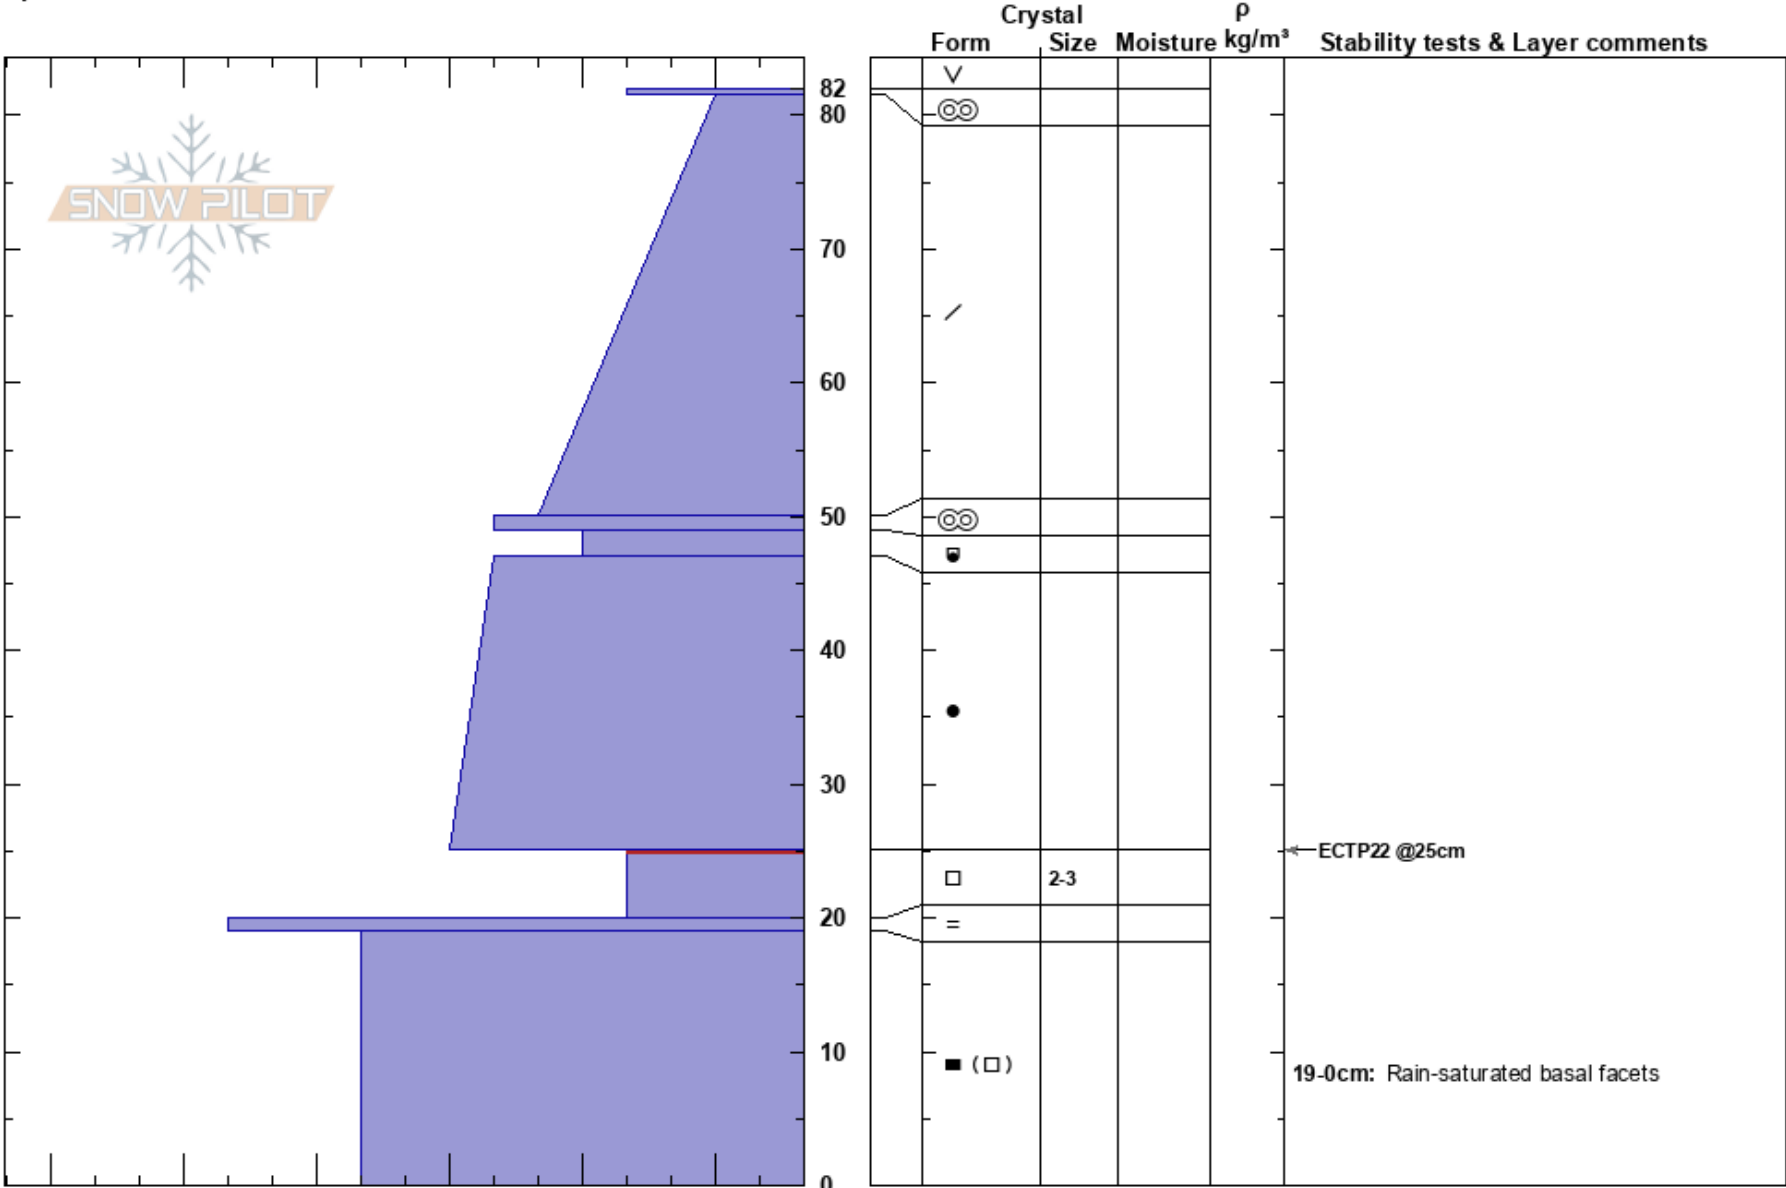 Crystal
ρ
Form Size Moisture kg/m³ Stability tests & Layer comments
82
80
SNOW PILOT
70
60
50
40
30
ECTP22 @25cm
2-3
20
=
10
19-0cm: Rain-saturated basal facets
0